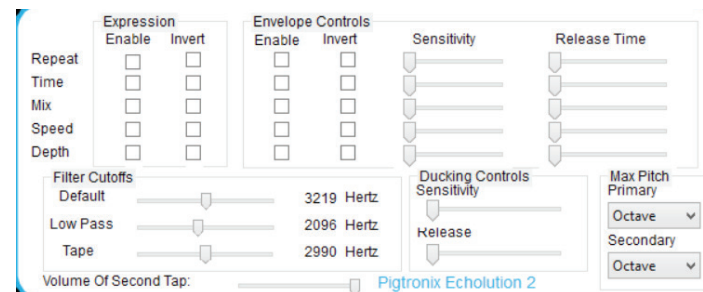 Expression Envelope Controls
Enable Invert Enable Invert Sensitivity Release Time
Repeat
Time
Mix
Speed
Depth
Filter Cutoffs
Default 3219 Hertz
Low Pass 2096 Hertz
Tape 2990 Hertz
Ducking Controls
Sensitivity
Release
Max Pitch
Primary
Octave
Secondary
Octave
Volume Of Second Tap: Pigtronix Echolution 2